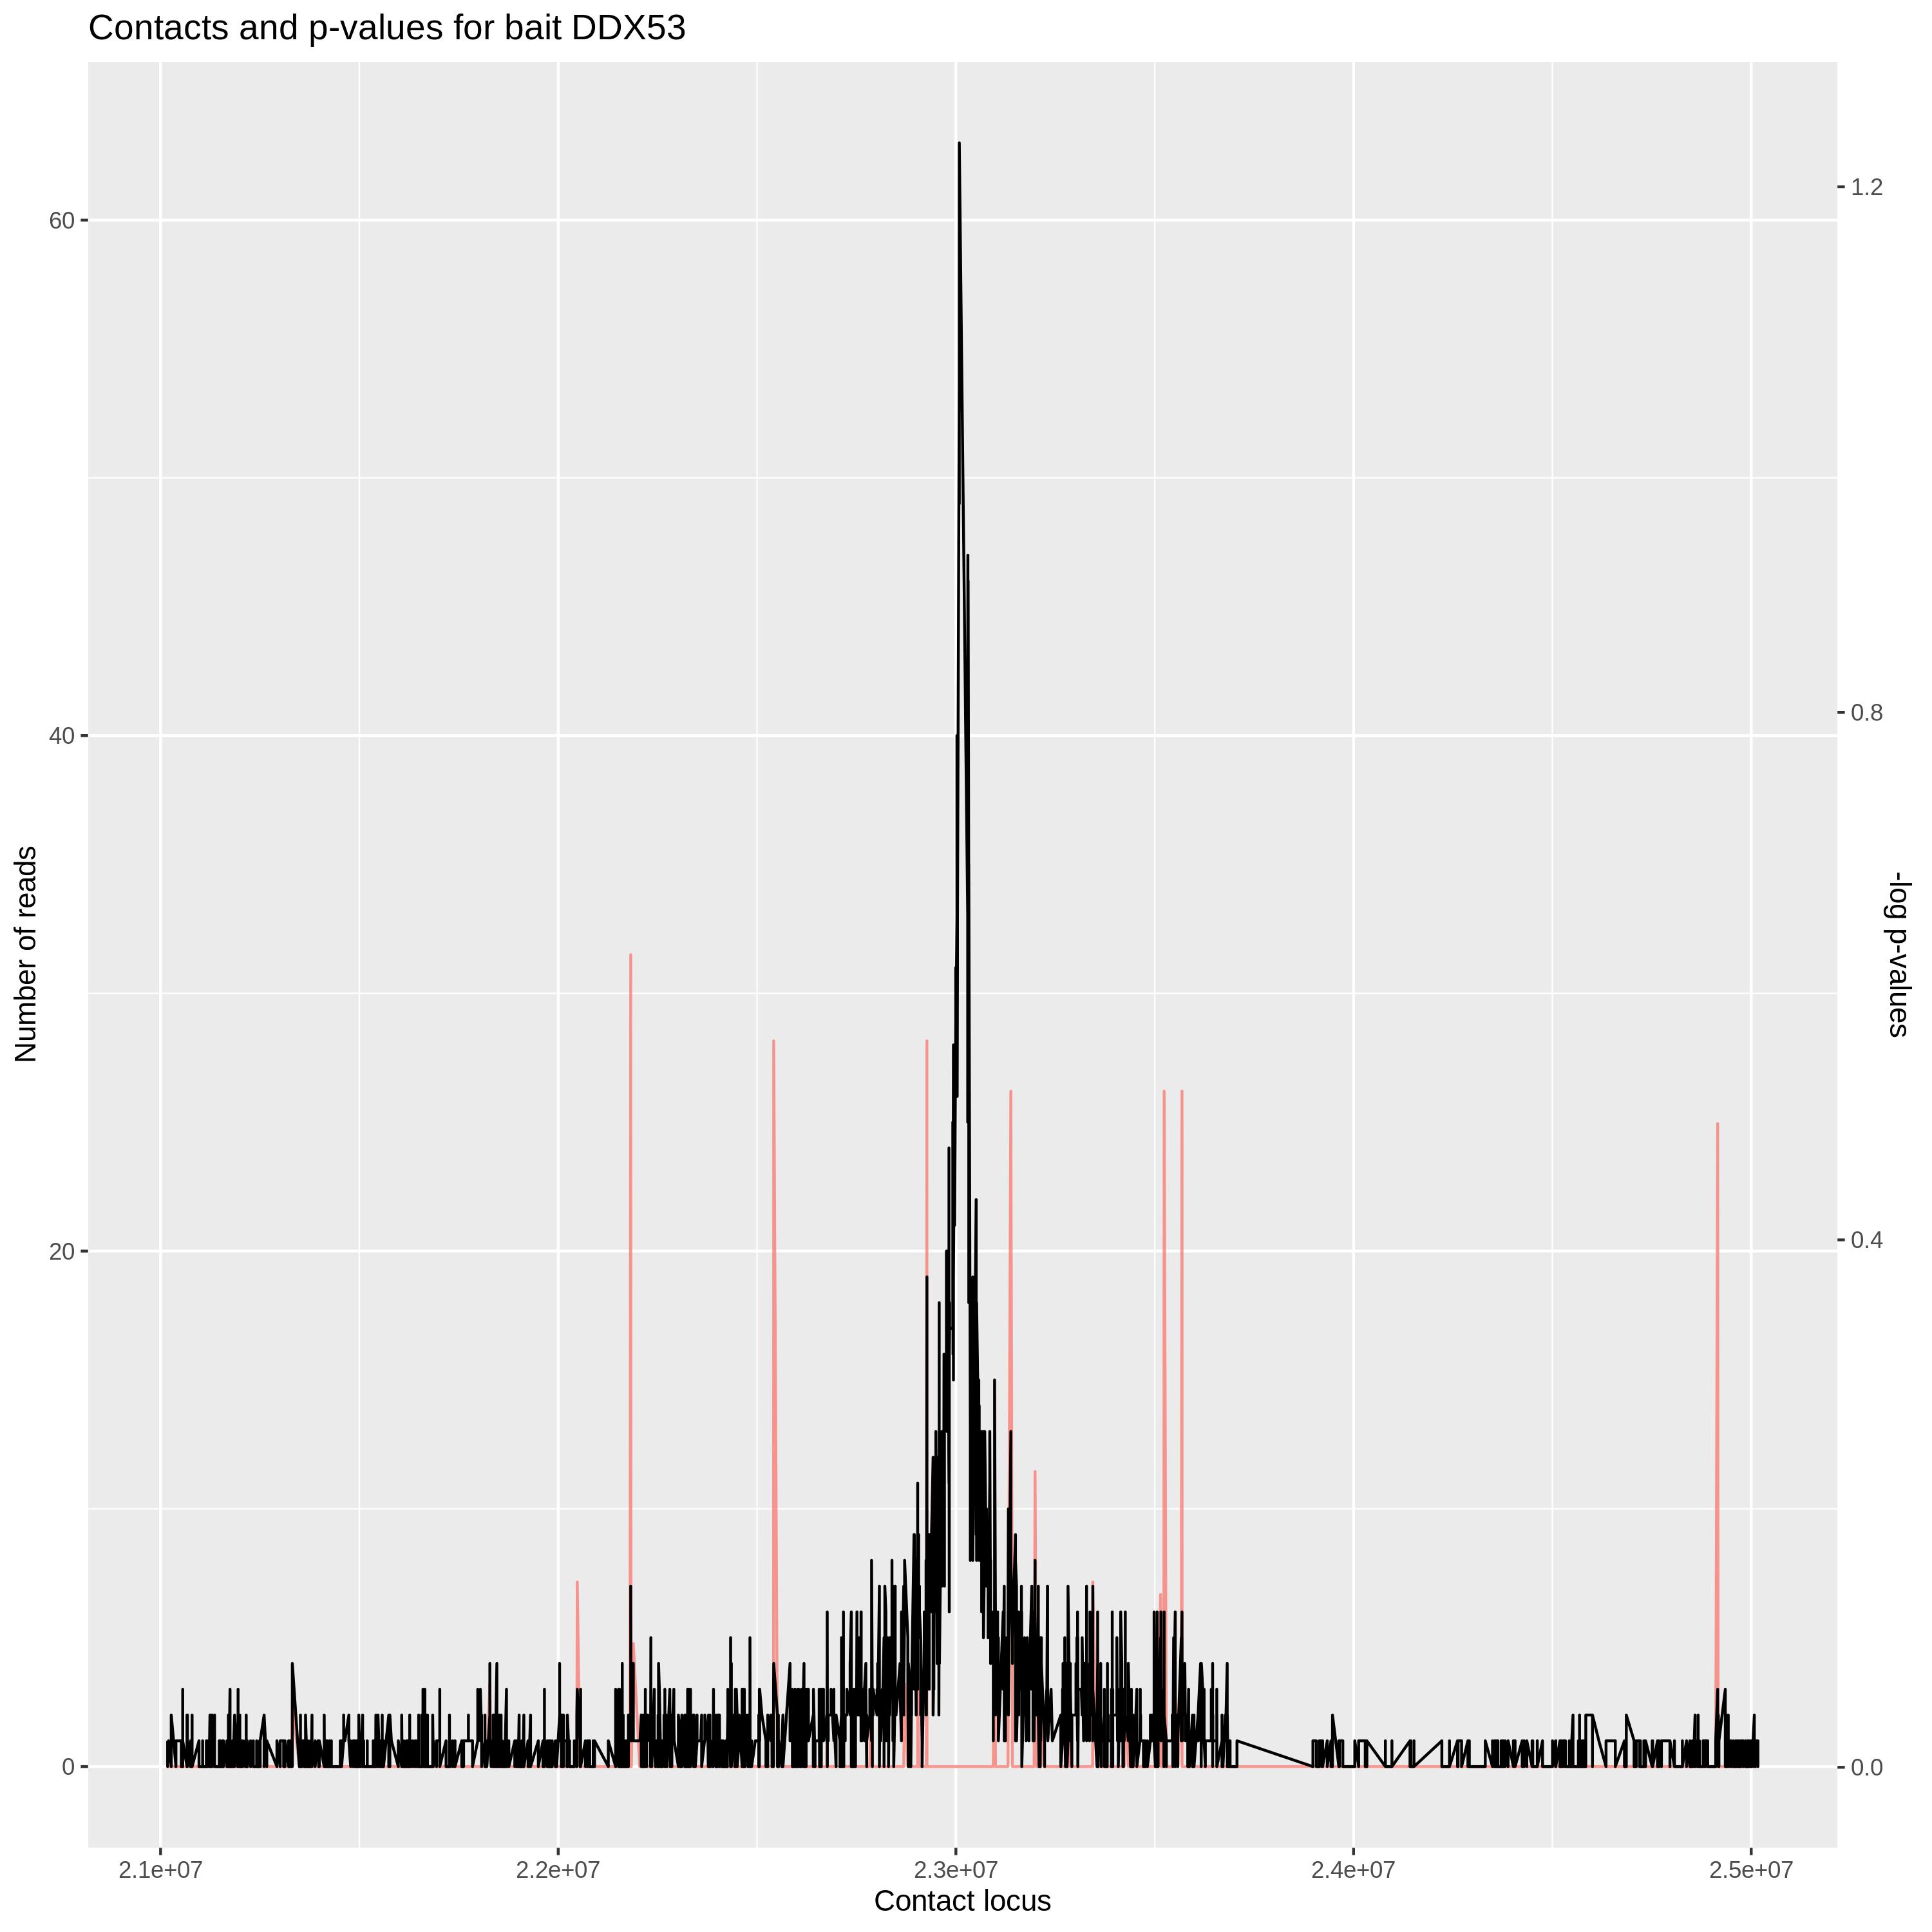 Contacts and p-values for bait DDX53
60
40
20
0
1.2
0.8
0.4
0.0
Number of reads
-log p-values
2.1e+07 2.2e+07 2.3e+07 2.4e+07 2.5e+07
Contact locus